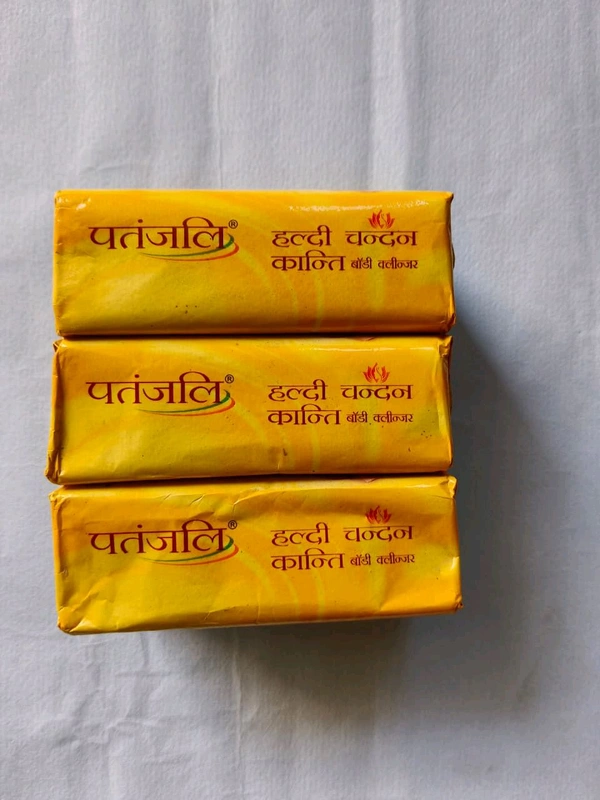 पतंजलि®
हल्दी चन्दन
कान्ति बॉडी क्लीन्जर
पतंजलि®
हल्दी चन्दन
कान्ति बॉडी क्लीन्जर
पतंजलि®
हल्दी चन्दन
कान्ति बॉडी क्लीन्जर